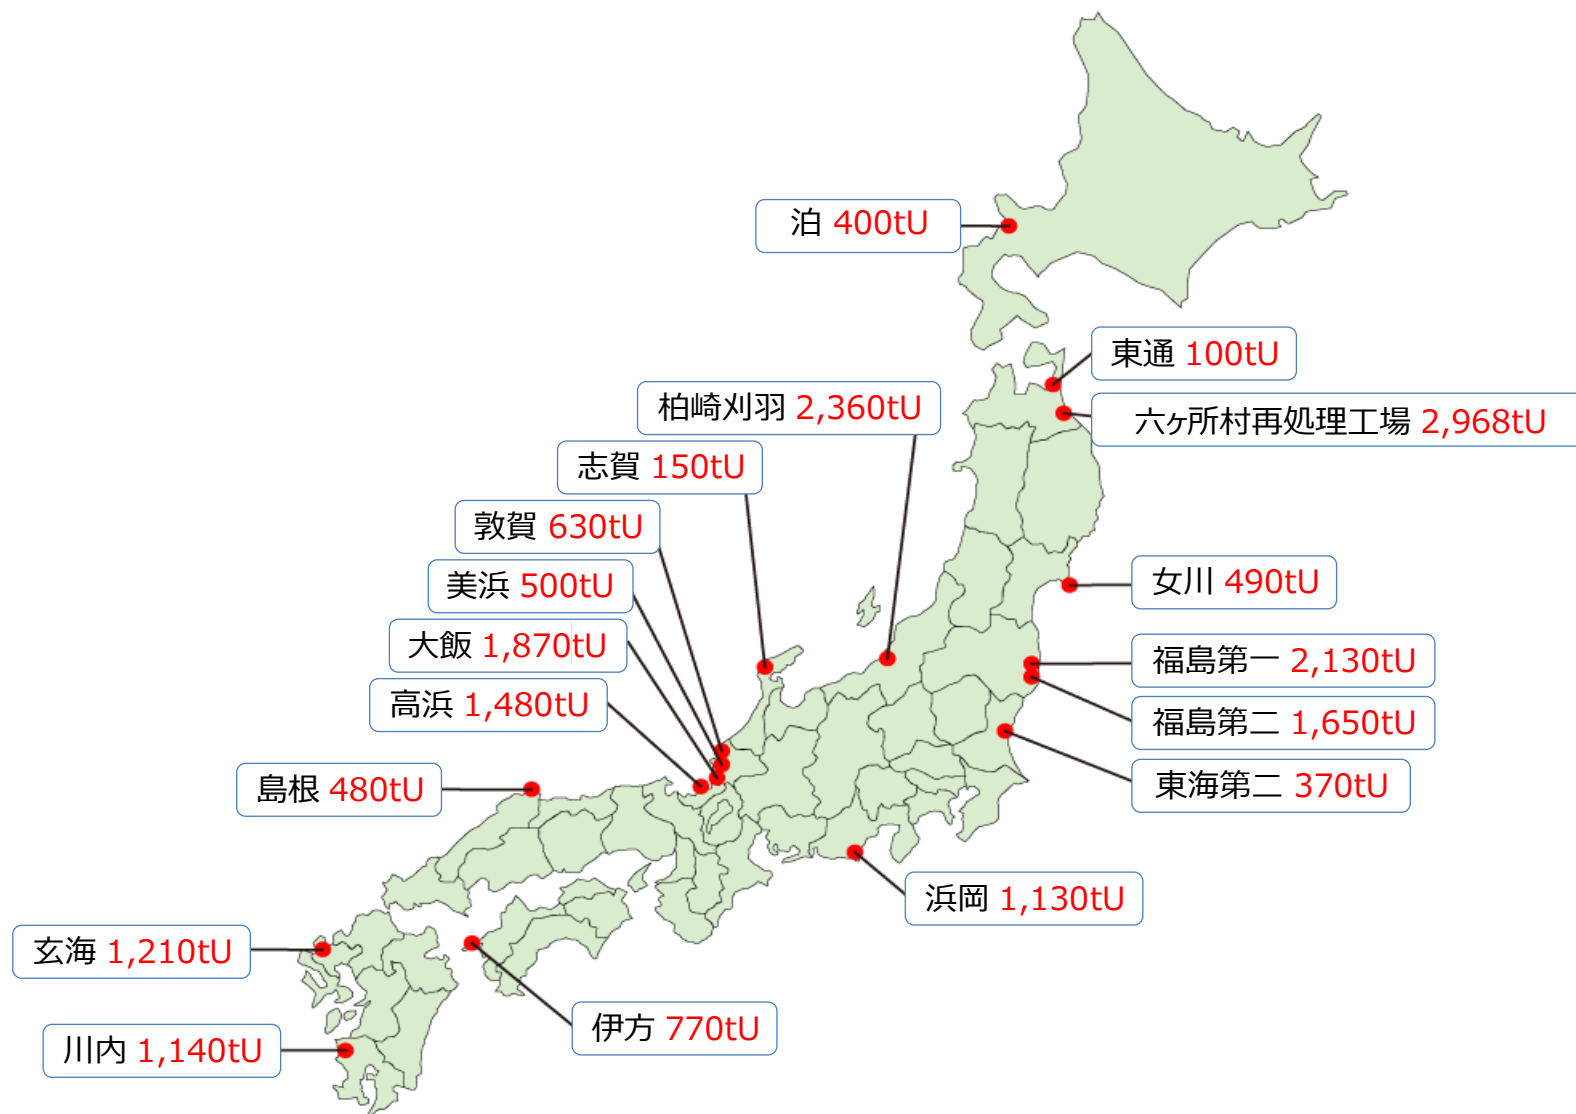 泊 400tU
東通 100tU
柏崎刈羽 2,360tU
六ヶ所村再処理工場 2,968tU
志賀 150tU
敦賀 630tU
美浜 500tU
女川 490tU
大飯 1,870tU
福島第一 2,130tU
高浜 1,480tU
福島第二 1,650tU
島根 480tU
東海第二 370tU
浜岡 1,130tU
玄海 1,210tU
伊方 770tU
川内 1,140tU